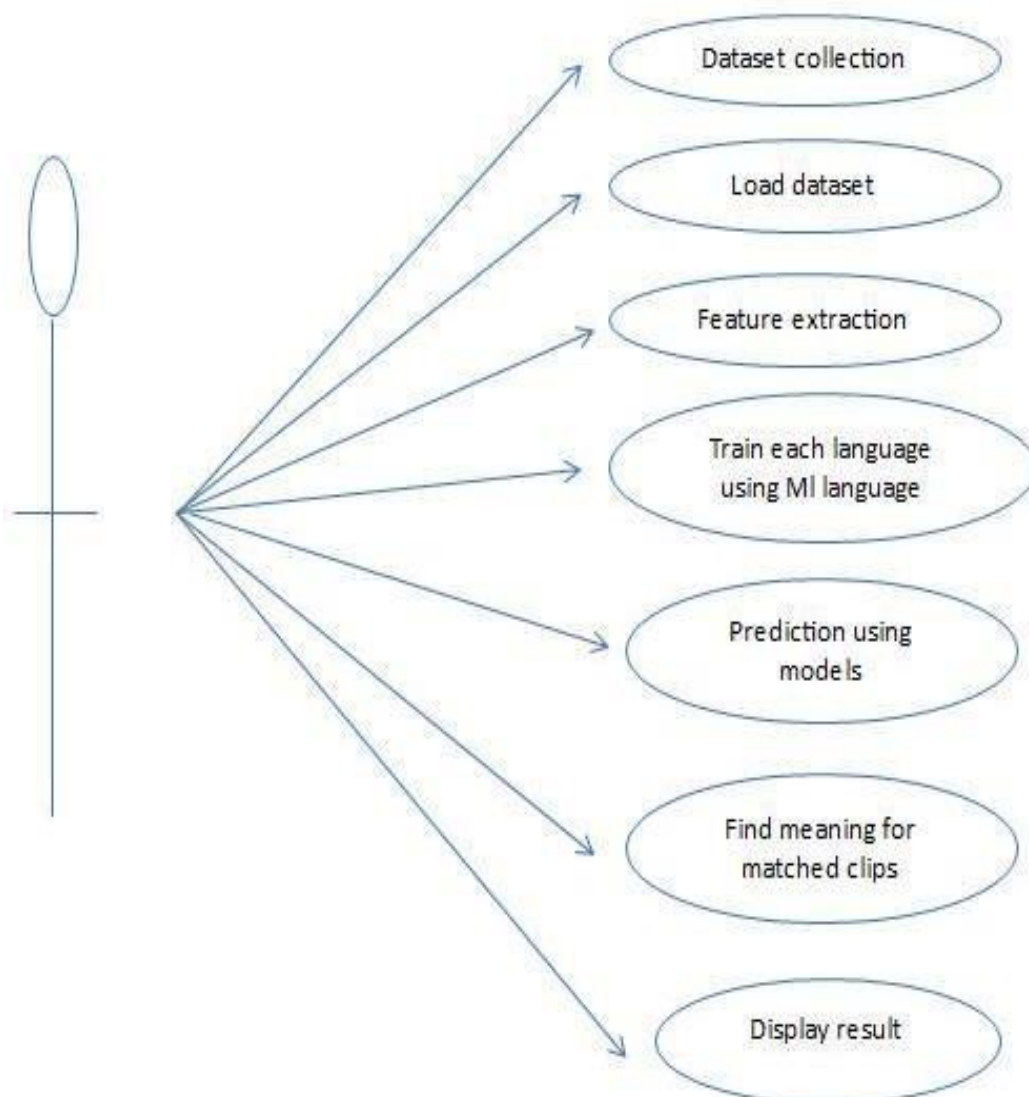 Dataset collection
Load dataset
Feature extraction
Train each language
using Ml language
Prediction using
models
Find meaning for
matched clips
Display result